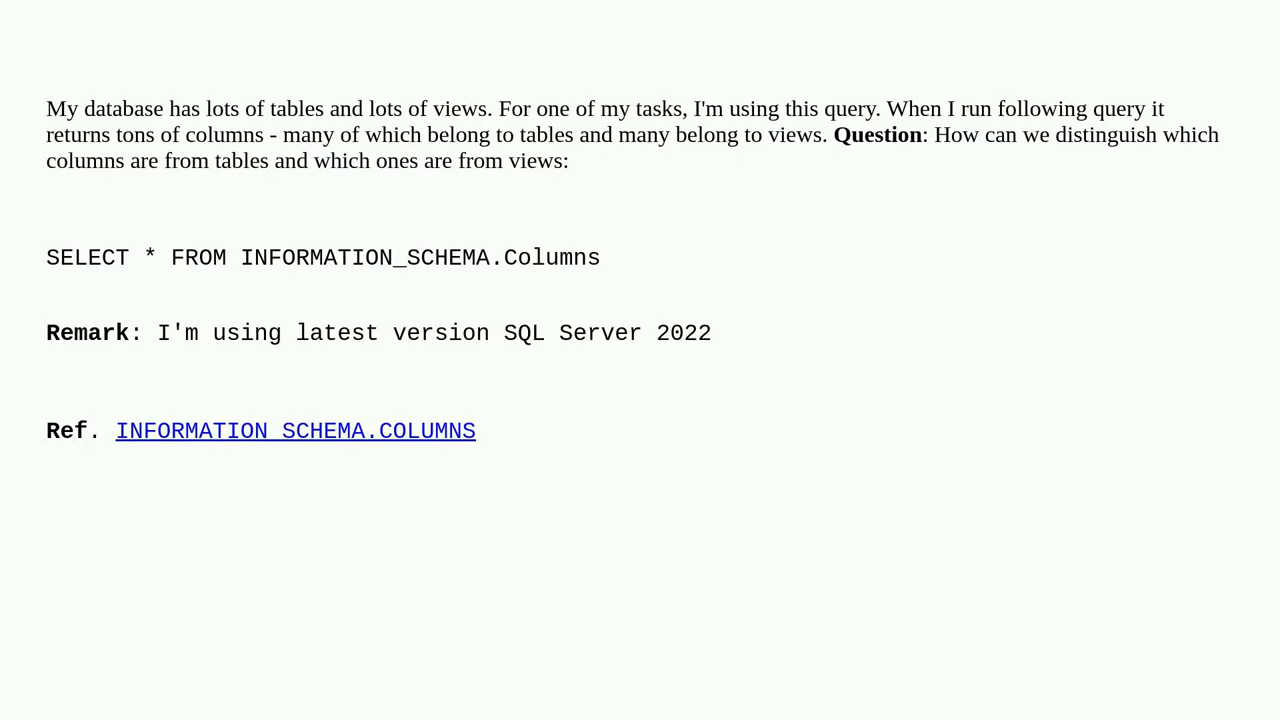 My database has lots of tables and lots of views. For one of my tasks, I'm using this query. When I run following query it
returns tons of columns - many of which belong to tables and many belong to views. Question: How can we distinguish which
columns are from tables and which ones are from views:
SELECT * FROM INFORMATION_SCHEMA.Columns
Remark: I'm using latest version SQL Server 2022
Ref. INFORMATION_SCHEMA.COLUMNS